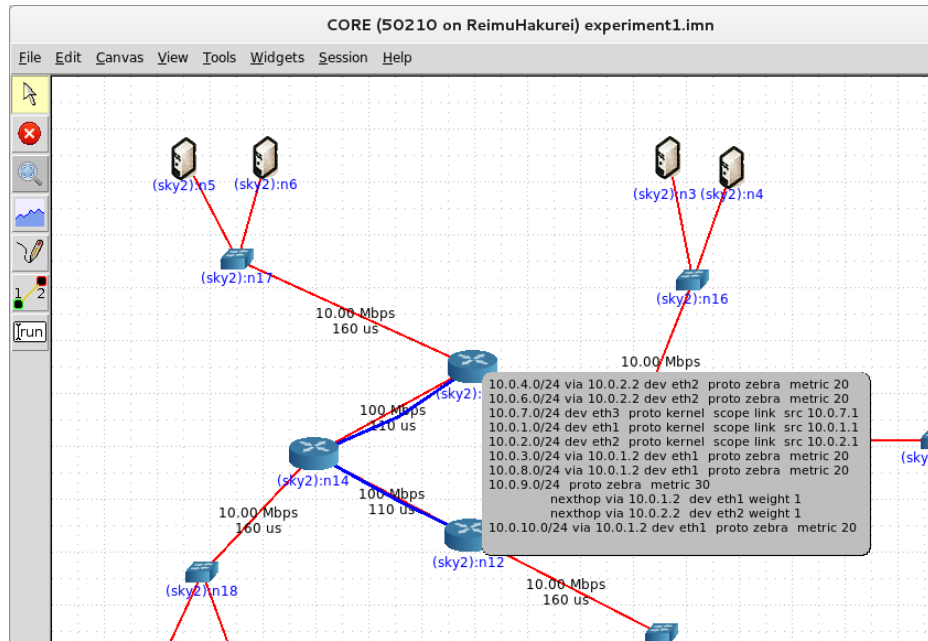 CORE (50210 on ReimuHakurei) experiment1.imn
File Edit Canvas View Tools Widgets Session Help
(sky2):n5
(sky2):n6
(sky2):n3
(sky2):n4
(sky2):n17
(sky2):n16
1 2
run
10.00 Mbps
160 us
10.00 Mbps
(sky2):
100 Mbps
110 us
10.0.4.0/24 via 10.0.2.2 dev eth2 proto zebra metric 20
10.0.6.0/24 via 10.0.2.2 dev eth2 proto zebra metric 20
10.0.7.0/24 dev eth3 proto kernel scope link src 10.0.7.1
10.0.1.0/24 dev eth1 proto kernel scope link src 10.0.1.1
10.0.2.0/24 dev eth2 proto kernel scope link src 10.0.2.1
10.0.3.0/24 via 10.0.1.2 dev eth1 proto zebra metric 20
10.0.8.0/24 via 10.0.1.2 dev eth1 proto zebra metric 20
10.0.9.0/24 proto zebra metric 30
nexthop via 10.0.1.2 dev eth1 weight 1
nexthop via 10.0.2.2 dev eth2 weight 1
10.0.10.0/24 via 10.0.1.2 dev eth1 proto zebra metric 20
(sky
(sky2):n14
100 Mbps
110 us
10.00 Mbps
160 us
(sky2):n12
(sky2):n18
10.00 Mbps
160 us